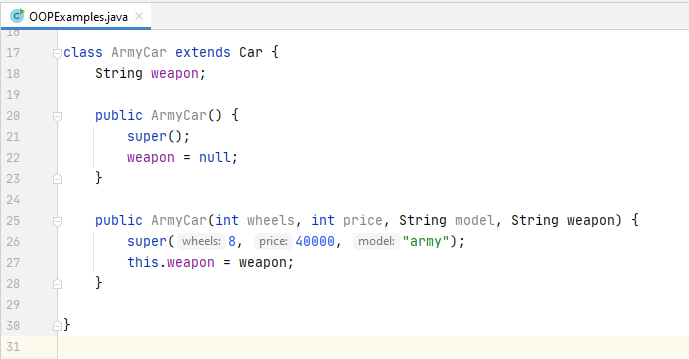 OOPExamples.java ×
16
17 class ArmyCar extends Car {
18     String weapon;
19
20     public ArmyCar() {
21         super();
22         weapon = null;
23     }
24
25     public ArmyCar(int wheels, int price, String model, String weapon) {
26         super( wheels: 8, price: 40000, model: "army");
27         this.weapon = weapon;
28     }
29
30 }
31